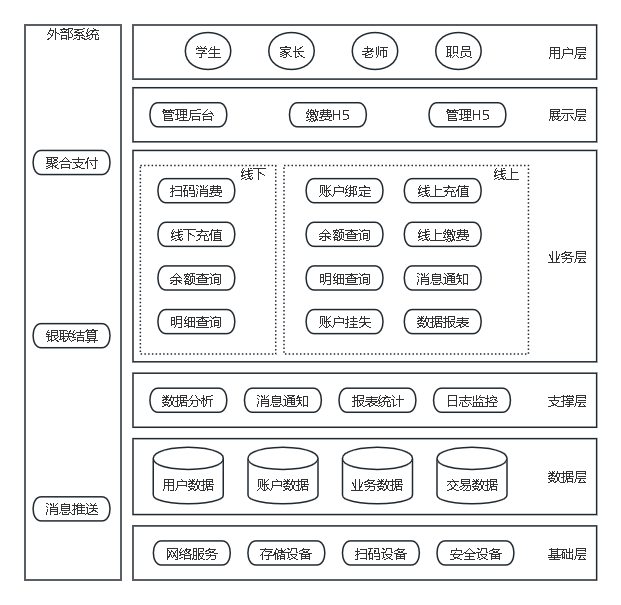 外部系统
聚合支付
银联结算
消息推送
学生 家长 老师 职员 用户层
管理后台 缴费H5 管理H5 展示层
线下
扫码消费
线下充值
余额查询
明细查询
线上
账户绑定 线上充值
余额查询 线上缴费
明细查询 消息通知
账户挂失 数据报表
业务层
数据分析 消息通知 报表统计 日志监控 支撑层
用户数据 账户数据 业务数据 交易数据 数据层
网络服务 存储设备 扫码设备 安全设备 基础层